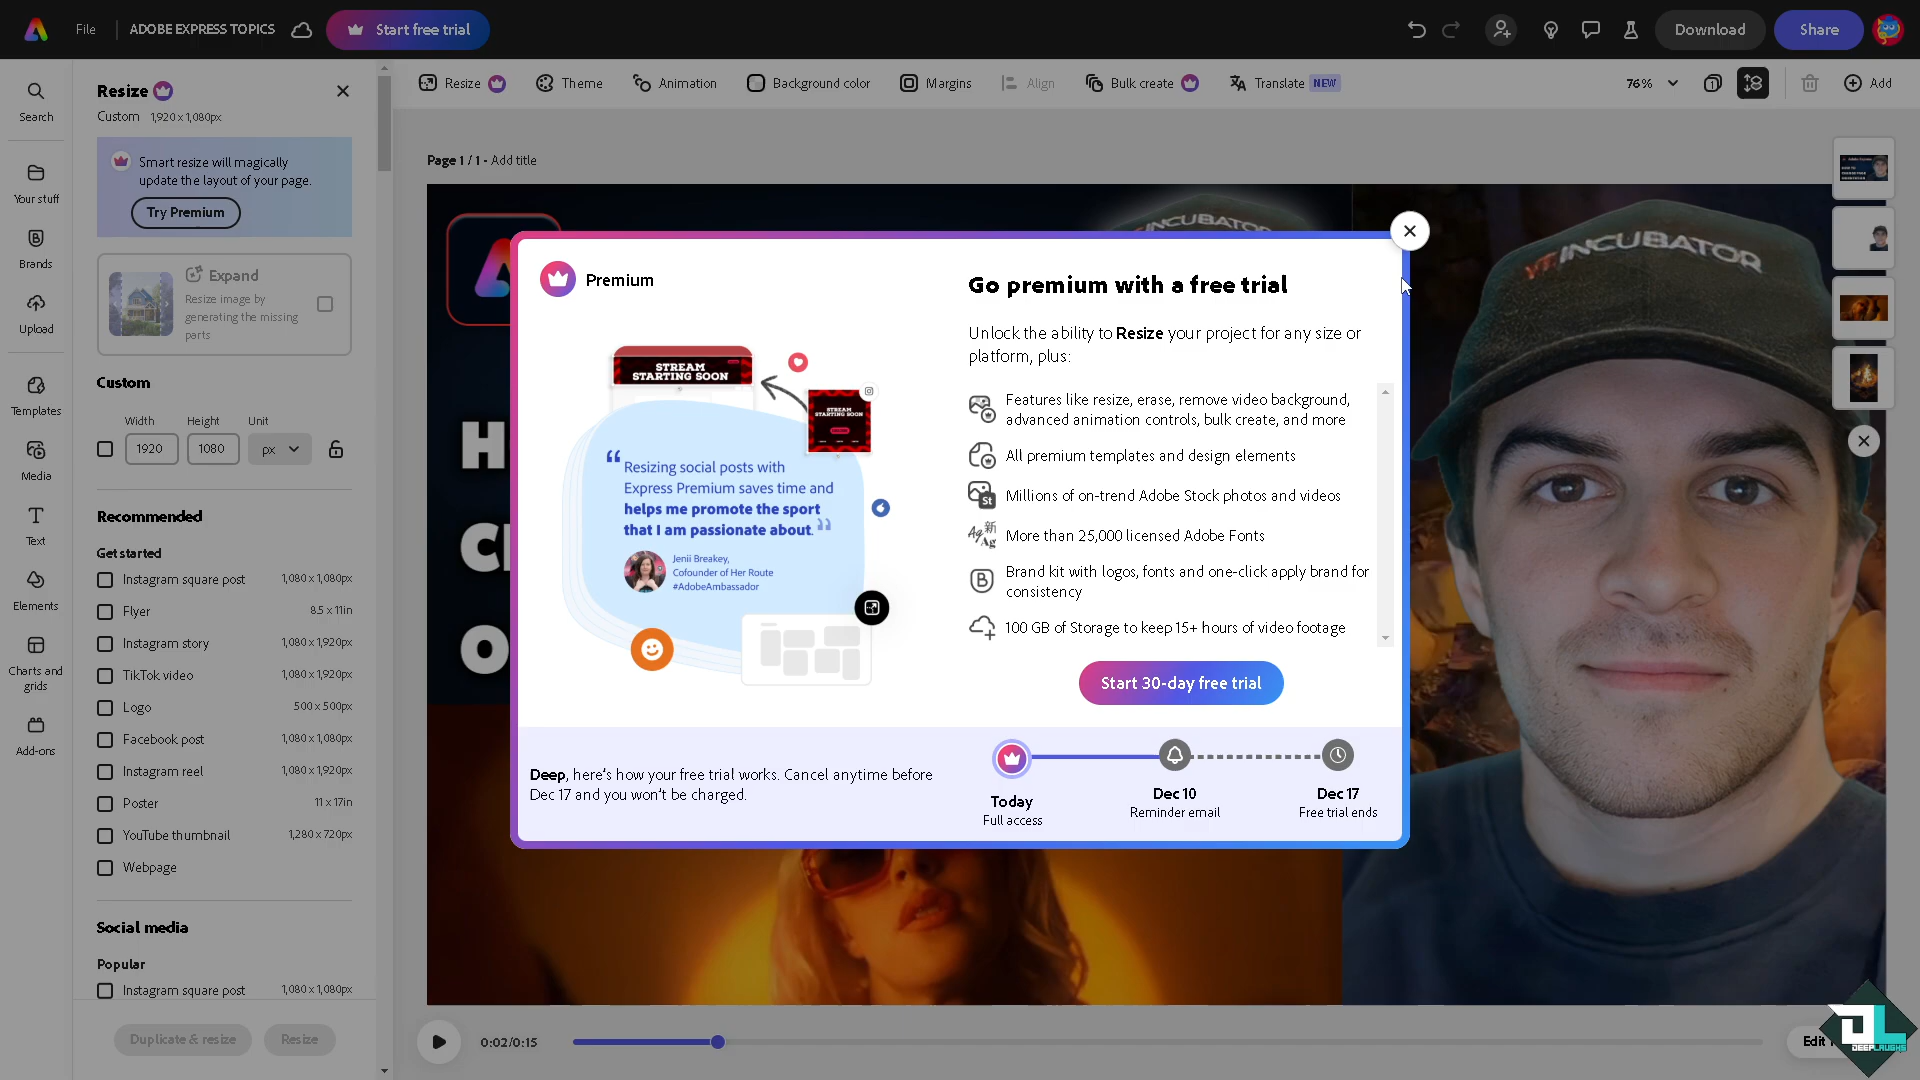 File
ADOBE EXPRESS TOPICS
Start free trial
Download
Share
Resize
Theme
Animation
Background color
Margins
Align
Bulk create
Translate NEW
76%
1
Add
Search
Your stuff
Brands
Upload
Templates
Media
Text
Elements
Charts and
grids
Add-ons
Resize
Custom 1,920 x 1,080px
Smart resize will magically
update the layout of your page.
Try Premium
Expand
Resize image by
generating the missing
parts
Custom
Width Height Unit
1920 1080 px
Recommended
Get started
Instagram square post 1,080 x 1,080px
Flyer 8.5 x 11in
Instagram story 1,080 x 1,920px
TikTok video 1,080 x 1,920px
Logo 500 x 500px
Facebook post 1,080 x 1,080px
Instagram reel 1,080 x 1,920px
Poster 11 x 17in
YouTube thumbnail 1,280 x 720px
Webpage
Social media
Popular
Instagram square post 1,080 x 1,080px
Duplicate & resize Resize
Page 1 / 1 - Add title
INCUBATOR
YTINCUBATOR
H
O
Premium
STREAM
STARTING SOON
STREAM
STARTING SOON
“ Resizing social posts with
Express Premium saves time and
helps me promote the sport
that I am passionate about. ”
Jenii Breakey,
Cofounder of Her Route
#AdobeAmbassador
Go premium with a free trial
Unlock the ability to Resize your project for any size or
platform, plus:
Features like resize, erase, remove video background,
advanced animation controls, bulk create, and more
All premium templates and design elements
St
Millions of on-trend Adobe Stock photos and videos
Ag 新
Ag
More than 25,000 licensed Adobe Fonts
Brand kit with logos, fonts and one-click apply brand for
consistency
100 GB of Storage to keep 15+ hours of video footage
Start 30-day free trial
Deep, here's how your free trial works. Cancel anytime before
Dec 17 and you won't be charged.
Today
Full access
Dec 10
Reminder email
Dec 17
Free trial ends
0:02/0:15
Edit
DL
DEEPLAUGHS